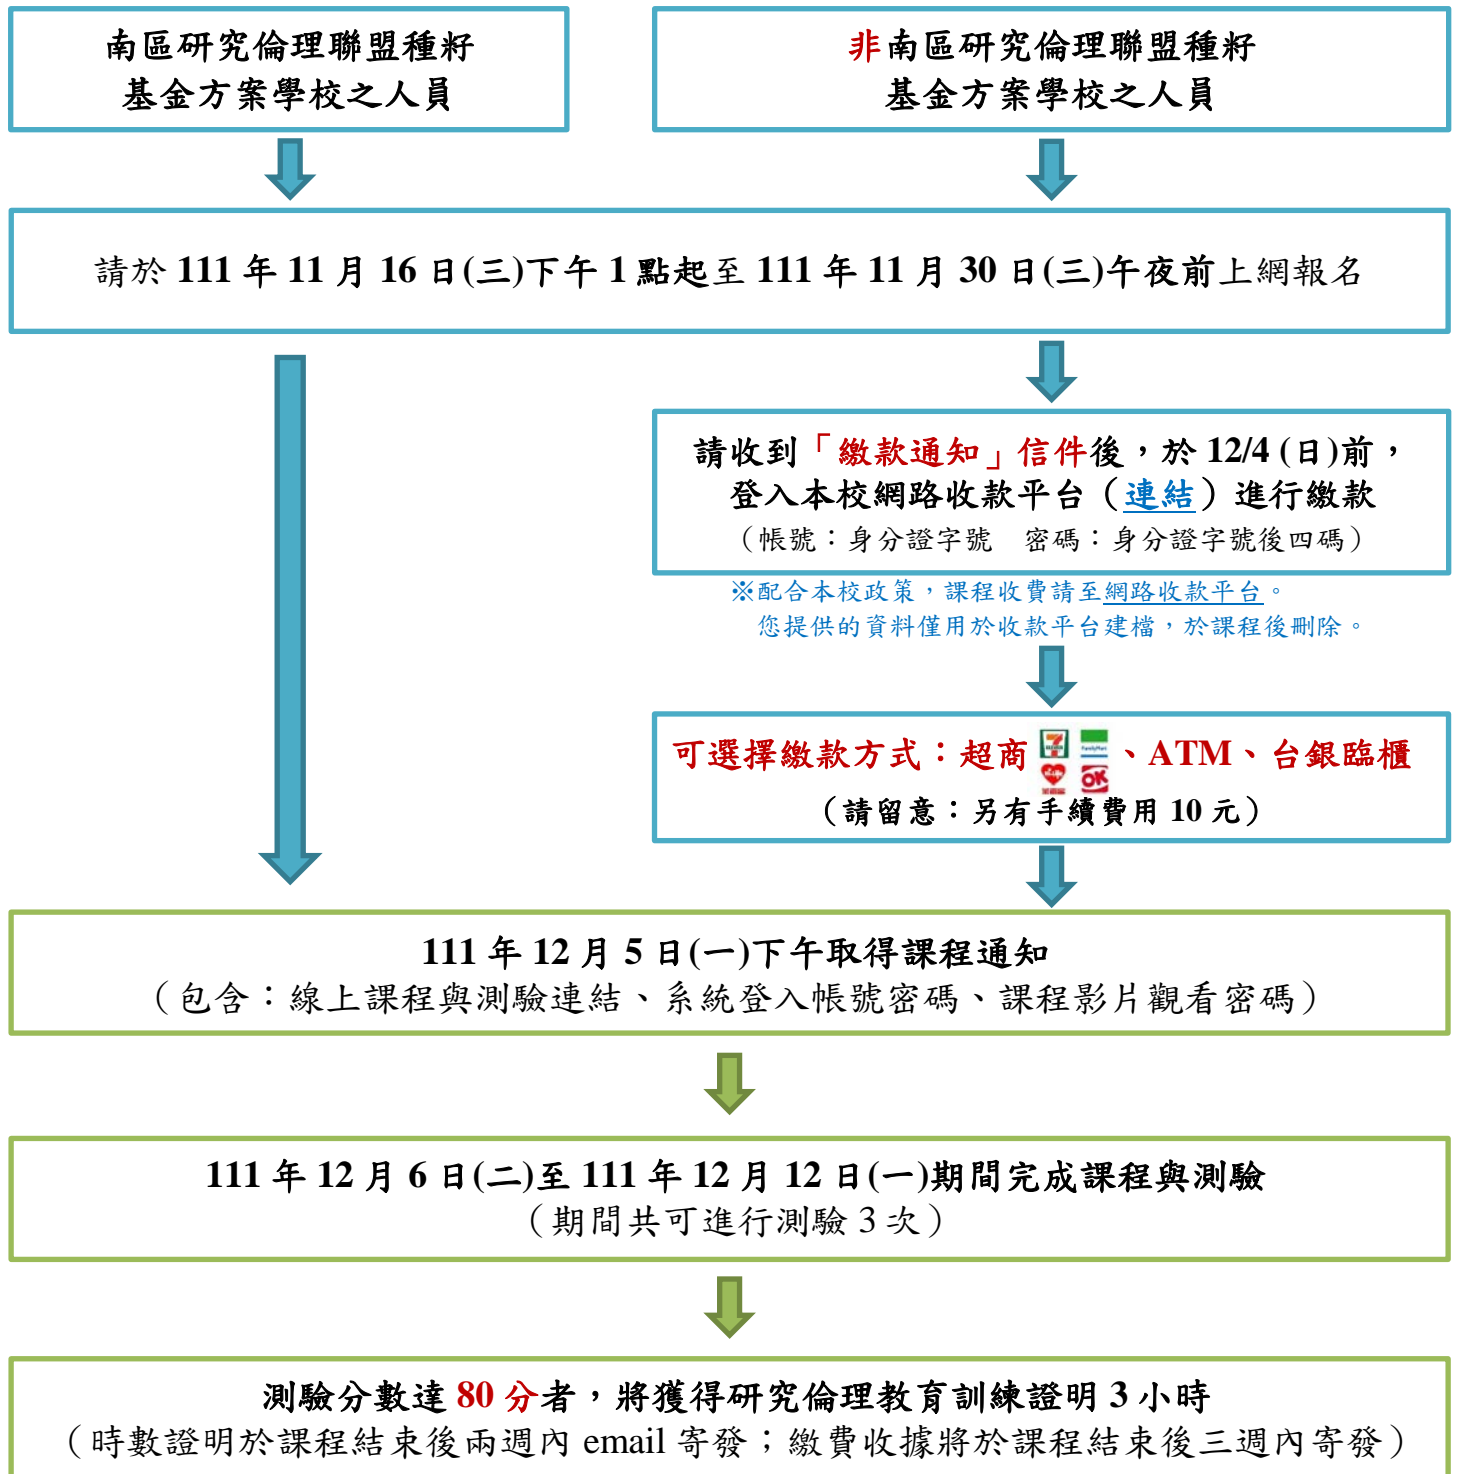 南區研究倫理聯盟種籽
基金方案學校之人員
非南區研究倫理聯盟種籽
基金方案學校之人員
請於 111 年 11 月 16 日(三)下午 1 點起至 111 年 11 月 30 日(三)午夜前上網報名
請收到「繳款通知」信件後，於 12/4 (日)前，
登入本校網路收款平台（連結）進行繳款
（帳號：身分證字號　密碼：身分證字號後四碼）
※配合本校政策，課程收費請至網路收款平台。
您提供的資料僅用於收款平台建檔，於課程後刪除。
可選擇繳款方式：超商 7 FamilyMart OK 、ATM、台銀臨櫃
（請留意：另有手續費用 10 元）
111 年 12 月 5 日(一)下午取得課程通知
（包含：線上課程與測驗連結、系統登入帳號密碼、課程影片觀看密碼）
111 年 12 月 6 日(二)至 111 年 12 月 12 日(一)期間完成課程與測驗
（期間共可進行測驗 3 次）
測驗分數達 80 分者，將獲得研究倫理教育訓練證明 3 小時
（時數證明於課程結束後兩週內 email 寄發；繳費收據將於課程結束後三週內寄發）